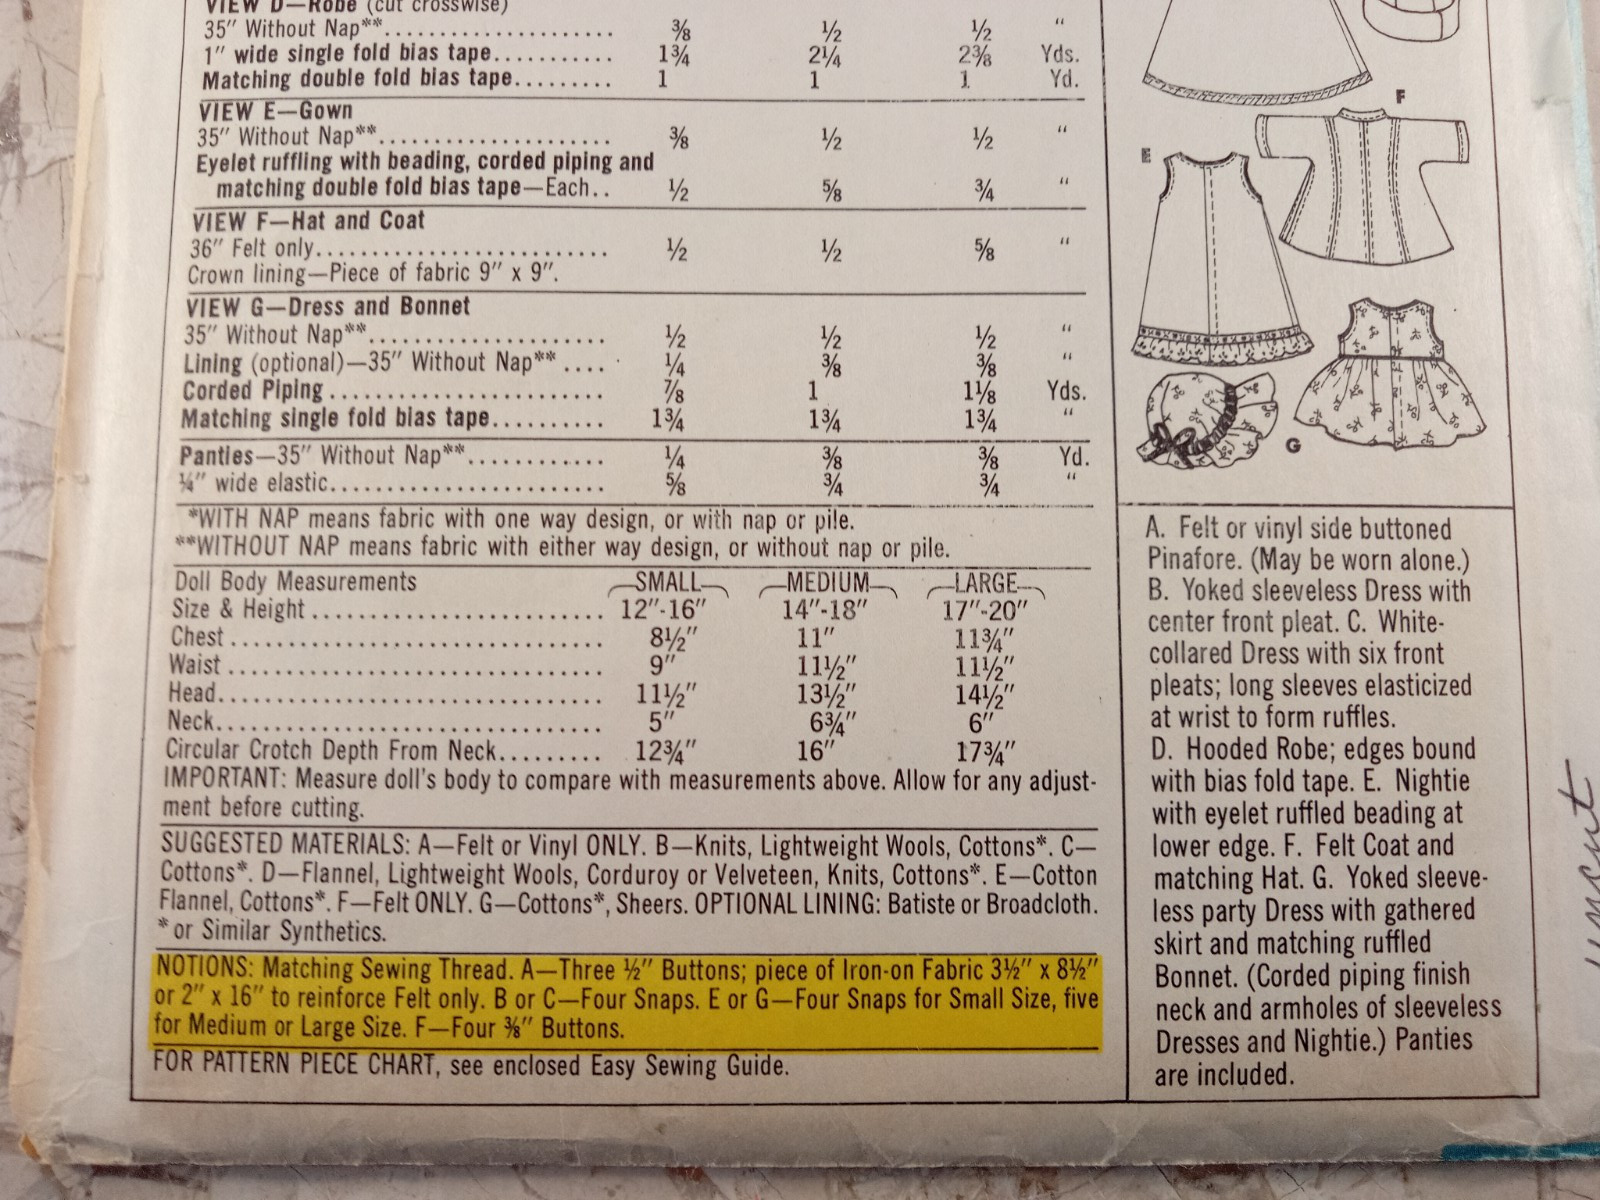 VIEW D—Robe (cut crosswise)
35" Without Nap**..................... ⅜ ½ ½ "
1" wide single fold bias tape........... 1¾ 2¼ 2⅜ Yds.
Matching double fold bias tape......... 1 1 1 Yd.
VIEW E—Gown
35" Without Nap**..................... ⅜ ½ ½ "
Eyelet ruffling with beading, corded piping and
matching double fold bias tape—Each.. ½ ⅝ ¾ "
VIEW F—Hat and Coat
36" Felt only.......................... ½ ½ ⅝ "
Crown lining—Piece of fabric 9" x 9".
VIEW G—Dress and Bonnet
35" Without Nap**..................... ½ ½ ½ "
Lining (optional)—35" Without Nap** .... ¼ ⅜ ⅜ "
Corded Piping ......................... ⅞ 1 1⅛ Yds.
Matching single fold bias tape.......... 1¾ 1¾ 1¾ "
Panties—35" Without Nap**............ ¼ ⅜ ⅜ Yd.
¼" wide elastic......................... ⅝ ¾ ¾ "
*WITH NAP means fabric with one way design, or with nap or pile.
**WITHOUT NAP means fabric with either way design, or without nap or pile.
Doll Body Measurements SMALL MEDIUM LARGE
Size & Height ........................... 12"-16" 14"-18" 17"-20"
Chest .................................. 8½" 11" 11¾"
Waist .................................. 9" 11½" 11½"
Head................................... 11½" 13½" 14½"
Neck................................... 5" 6¾" 6"
Circular Crotch Depth From Neck......... 12¾" 16" 17¾"
IMPORTANT: Measure doll's body to compare with measurements above. Allow for any adjust-
ment before cutting.
SUGGESTED MATERIALS: A—Felt or Vinyl ONLY. B—Knits, Lightweight Wools, Cottons*. C—
Cottons*. D—Flannel, Lightweight Wools, Corduroy or Velveteen, Knits, Cottons*. E—Cotton
Flannel, Cottons*. F—Felt ONLY. G—Cottons*, Sheers. OPTIONAL LINING: Batiste or Broadcloth.
* or Similar Synthetics.
NOTIONS: Matching Sewing Thread. A—Three ½" Buttons; piece of Iron-on Fabric 3½" x 8½"
or 2" x 16" to reinforce Felt only. B or C—Four Snaps. E or G—Four Snaps for Small Size, five
for Medium or Large Size. F—Four ⅜" Buttons.
FOR PATTERN PIECE CHART, see enclosed Easy Sewing Guide.
F
E
G
A. Felt or vinyl side buttoned
Pinafore. (May be worn alone.)
B. Yoked sleeveless Dress with
center front pleat. C. White-
collared Dress with six front
pleats; long sleeves elasticized
at wrist to form ruffles.
D. Hooded Robe; edges bound
with bias fold tape. E. Nightie
with eyelet ruffled beading at
lower edge. F. Felt Coat and
matching Hat. G. Yoked sleeve-
less party Dress with gathered
skirt and matching ruffled
Bonnet. (Corded piping finish
neck and armholes of sleeveless
Dresses and Nightie.) Panties
are included.
uncut